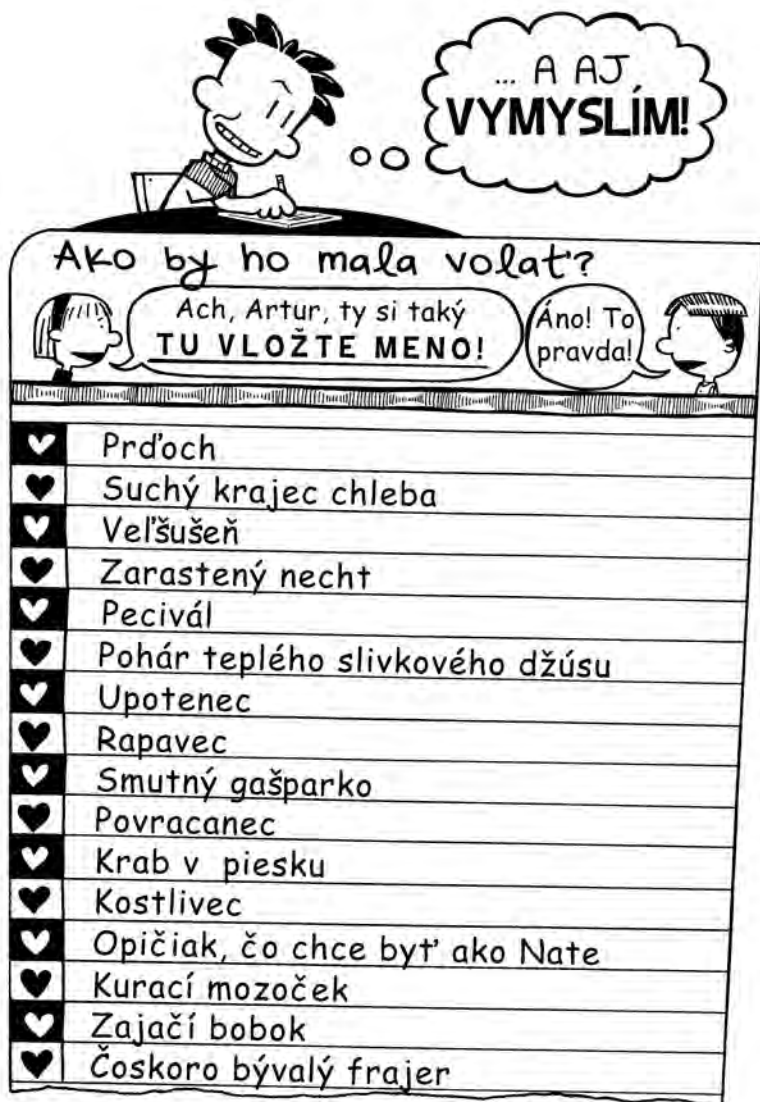 ... A AJ
VYMYSLÍM!
Ako by ho mala volať?
Ach, Artur, ty si taký
TU VLOŽTE MENO!
Áno! To
pravda!
Prďoch
Suchý krajec chleba
Veľšušeň
Zarastený necht
Pecivál
Pohár teplého slivkového džúsu
Upotenec
Rapavec
Smutný gašparko
Povracanec
Krab v piesku
Kostlivec
Opičiak, čo chce byť ako Nate
Kurací mozoček
Zajačí bobok
Čoskoro bývalý frajer